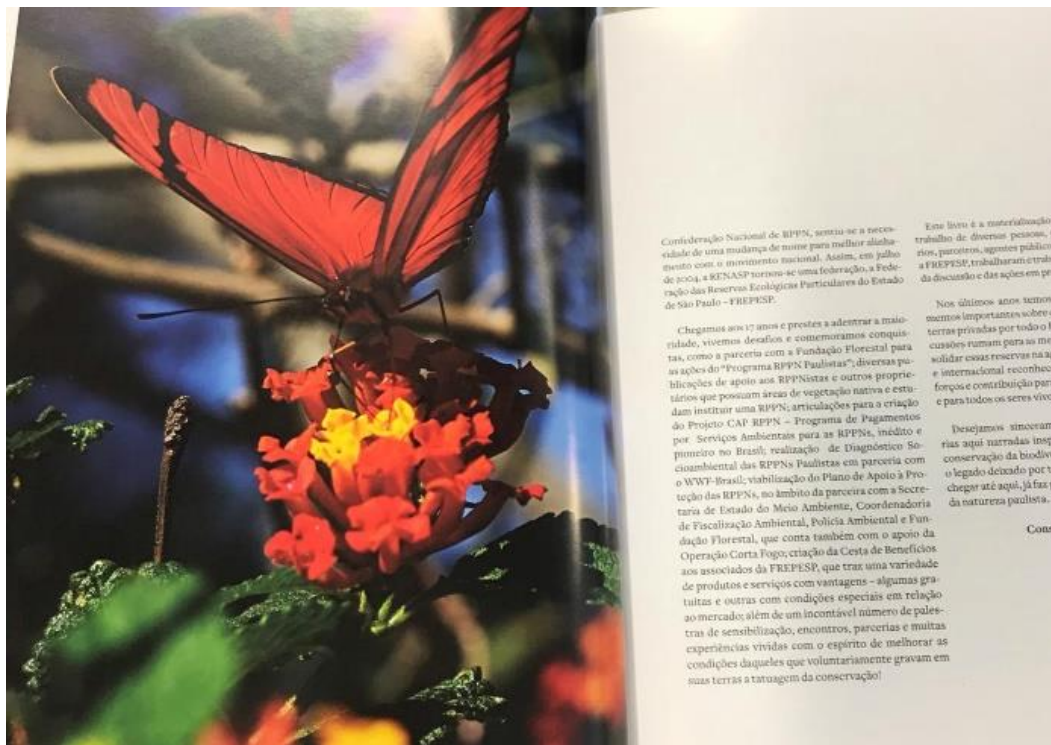 Confederação Nacional de RPPN, sentiu-se a neces-
sidade de uma mudança de nome para melhor alinha-
mento com o movimento nacional. Assim, em julho
de 2004, a RENASP tornou-se uma federação, a Fede-
ração das Reservas Ecológicas Particulares do Estado
de São Paulo – FREPESP.
Chegamos aos 17 anos e prestes a adentrar a maio-
ridade, vivemos desafios e comemoramos conquis-
tas, como a parceria com a Fundação Florestal para
as ações do "Programa RPPN Paulistas"; diversas pu-
blicações de apoio aos RPPNistas e outros proprie-
tários que possuam áreas de vegetação nativa e estu-
dam instituir uma RPPN; articulações para a criação
do Projeto CAP RPPN – Programa de Pagamentos
por Serviços Ambientais para as RPPNs, inédito e
pioneiro no Brasil; realização de Diagnóstico So-
cioambiental das RPPNs Paulistas em parceria com
o WWF-Brasil; viabilização do Plano de Apoio à Pro-
teção das RPPNs, no âmbito da parceira com a Secre-
taria de Estado do Meio Ambiente, Coordenadoria
de Fiscalização Ambiental, Polícia Ambiental e Fun-
dação Florestal, que conta também com o apoio da
Operação Corta Fogo; criação da Cesta de Benefícios
aos associados da FREPESP, que traz uma variedade
de produtos e serviços com vantagens – algumas gra-
tuitas e outras com condições especiais em relação
ao mercado; além de um incontável número de pales-
tras de sensibilização, encontros, parcerias e muitas
experiências vividas com o espírito de melhorar as
condições daqueles que voluntariamente gravam em
suas terras a tatuagem da conservação!
Este livro é a materialização
trabalho de diversas pessoas,
rios, parceiros, agentes público
a FREPESP, trabalharam e
da discussão e das ações em
Nos últimos anos temos
mentos importantes sobre
terras privadas por todo o
cussões rumam para as
solidar essas reservas na
e internacional reconhec
forços e contribuição par
e para todos os seres vivo
Desejamos sinceram
rias aqui narradas insp
conservação da biodiv
o legado deixado por
chegar até aqui, já faz
da natureza paulista.
Cons